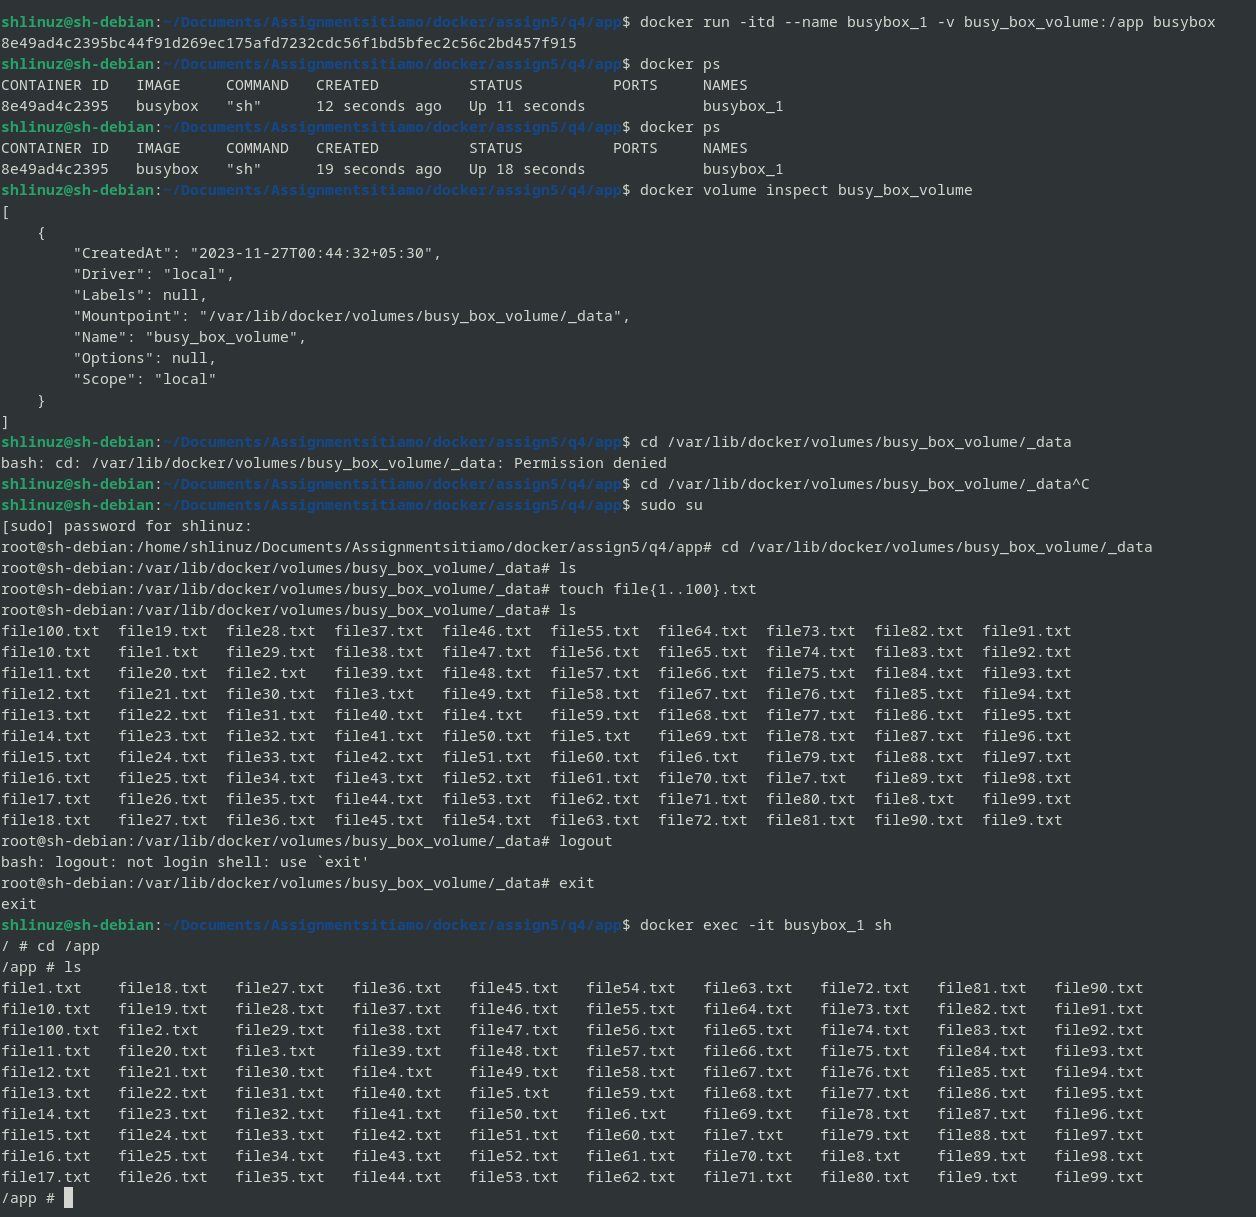 shlinuz@sh-debian:~/Documents/Assignmentsitiamo/docker/assign5/q4/app$ docker run -itd --name busybox_1 -v busy_box_volume:/app busybox
8e49ad4c2395bc44f91d269ec175afd7232cdc56f1bd5bfec2c56c2bd457f915
shlinuz@sh-debian:~/Documents/Assignmentsitiamo/docker/assign5/q4/app$ docker ps
CONTAINER ID   IMAGE     COMMAND   CREATED          STATUS          PORTS     NAMES
8e49ad4c2395   busybox   "sh"      12 seconds ago   Up 11 seconds             busybox_1
shlinuz@sh-debian:~/Documents/Assignmentsitiamo/docker/assign5/q4/app$ docker ps
CONTAINER ID   IMAGE     COMMAND   CREATED          STATUS          PORTS     NAMES
8e49ad4c2395   busybox   "sh"      19 seconds ago   Up 18 seconds             busybox_1
shlinuz@sh-debian:~/Documents/Assignmentsitiamo/docker/assign5/q4/app$ docker volume inspect busy_box_volume
[
    {
        "CreatedAt": "2023-11-27T00:44:32+05:30",
        "Driver": "local",
        "Labels": null,
        "Mountpoint": "/var/lib/docker/volumes/busy_box_volume/_data",
        "Name": "busy_box_volume",
        "Options": null,
        "Scope": "local"
    }
]
shlinuz@sh-debian:~/Documents/Assignmentsitiamo/docker/assign5/q4/app$ cd /var/lib/docker/volumes/busy_box_volume/_data
bash: cd: /var/lib/docker/volumes/busy_box_volume/_data: Permission denied
shlinuz@sh-debian:~/Documents/Assignmentsitiamo/docker/assign5/q4/app$ cd /var/lib/docker/volumes/busy_box_volume/_data^C
shlinuz@sh-debian:~/Documents/Assignmentsitiamo/docker/assign5/q4/app$ sudo su
[sudo] password for shlinuz:
root@sh-debian:/home/shlinuz/Documents/Assignmentsitiamo/docker/assign5/q4/app# cd /var/lib/docker/volumes/busy_box_volume/_data
root@sh-debian:/var/lib/docker/volumes/busy_box_volume/_data# ls
root@sh-debian:/var/lib/docker/volumes/busy_box_volume/_data# touch file{1..100}.txt
root@sh-debian:/var/lib/docker/volumes/busy_box_volume/_data# ls
file100.txt  file19.txt  file28.txt  file37.txt  file46.txt  file55.txt  file64.txt  file73.txt  file82.txt  file91.txt
file10.txt   file1.txt   file29.txt  file38.txt  file47.txt  file56.txt  file65.txt  file74.txt  file83.txt  file92.txt
file11.txt   file20.txt  file2.txt   file39.txt  file48.txt  file57.txt  file66.txt  file75.txt  file84.txt  file93.txt
file12.txt   file21.txt  file30.txt  file3.txt   file49.txt  file58.txt  file67.txt  file76.txt  file85.txt  file94.txt
file13.txt   file22.txt  file31.txt  file40.txt  file4.txt   file59.txt  file68.txt  file77.txt  file86.txt  file95.txt
file14.txt   file23.txt  file32.txt  file41.txt  file50.txt  file5.txt   file69.txt  file78.txt  file87.txt  file96.txt
file15.txt   file24.txt  file33.txt  file42.txt  file51.txt  file60.txt  file6.txt   file79.txt  file88.txt  file97.txt
file16.txt   file25.txt  file34.txt  file43.txt  file52.txt  file61.txt  file70.txt  file7.txt   file89.txt  file98.txt
file17.txt   file26.txt  file35.txt  file44.txt  file53.txt  file62.txt  file71.txt  file80.txt  file8.txt   file99.txt
file18.txt   file27.txt  file36.txt  file45.txt  file54.txt  file63.txt  file72.txt  file81.txt  file90.txt  file9.txt
root@sh-debian:/var/lib/docker/volumes/busy_box_volume/_data# logout
bash: logout: not login shell: use `exit'
root@sh-debian:/var/lib/docker/volumes/busy_box_volume/_data# exit
exit
shlinuz@sh-debian:~/Documents/Assignmentsitiamo/docker/assign5/q4/app$ docker exec -it busybox_1 sh
/ # cd /app
/app # ls
file1.txt    file18.txt   file27.txt   file36.txt   file45.txt   file54.txt   file63.txt   file72.txt   file81.txt   file90.txt
file10.txt   file19.txt   file28.txt   file37.txt   file46.txt   file55.txt   file64.txt   file73.txt   file82.txt   file91.txt
file100.txt  file2.txt    file29.txt   file38.txt   file47.txt   file56.txt   file65.txt   file74.txt   file83.txt   file92.txt
file11.txt   file20.txt   file3.txt    file39.txt   file48.txt   file57.txt   file66.txt   file75.txt   file84.txt   file93.txt
file12.txt   file21.txt   file30.txt   file4.txt    file49.txt   file58.txt   file67.txt   file76.txt   file85.txt   file94.txt
file13.txt   file22.txt   file31.txt   file40.txt   file5.txt    file59.txt   file68.txt   file77.txt   file86.txt   file95.txt
file14.txt   file23.txt   file32.txt   file41.txt   file50.txt   file6.txt    file69.txt   file78.txt   file87.txt   file96.txt
file15.txt   file24.txt   file33.txt   file42.txt   file51.txt   file60.txt   file7.txt    file79.txt   file88.txt   file97.txt
file16.txt   file25.txt   file34.txt   file43.txt   file52.txt   file61.txt   file70.txt   file8.txt    file89.txt   file98.txt
file17.txt   file26.txt   file35.txt   file44.txt   file53.txt   file62.txt   file71.txt   file80.txt   file9.txt    file99.txt
/app #